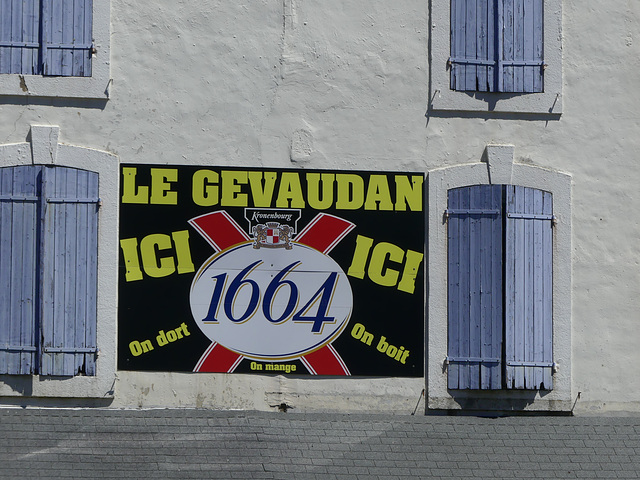 LE GEVAUDAN
Kronenbourg
ICI
ICI
1664
On dort
On boit
On mange